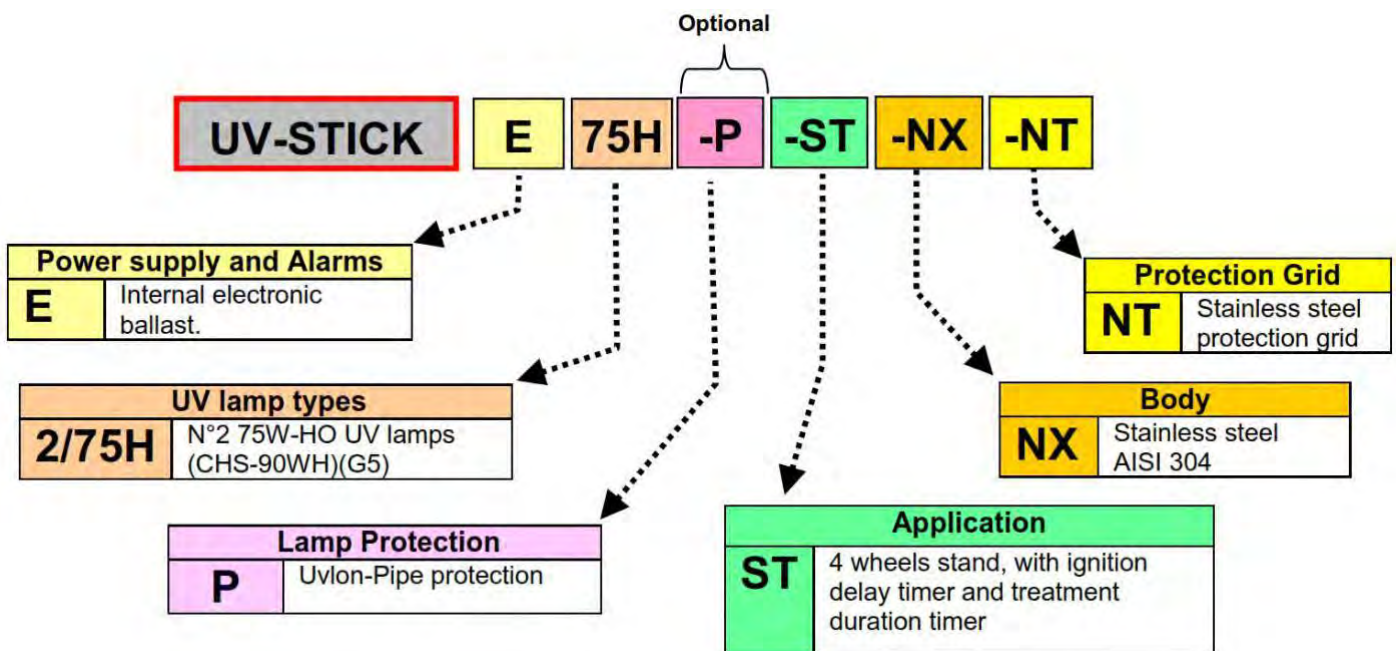 Optional
UV-STICK E 75H -P -ST -NX -NT
Power supply and Alarms
E Internal electronic
ballast.
Protection Grid
NT Stainless steel
protection grid
UV lamp types
2/75H N°2 75W-HO UV lamps
(CHS-90WH)(G5)
Body
NX Stainless steel
AISI 304
Lamp Protection
P Uvlon-Pipe protection
Application
ST 4 wheels stand, with ignition
delay timer and treatment
duration timer